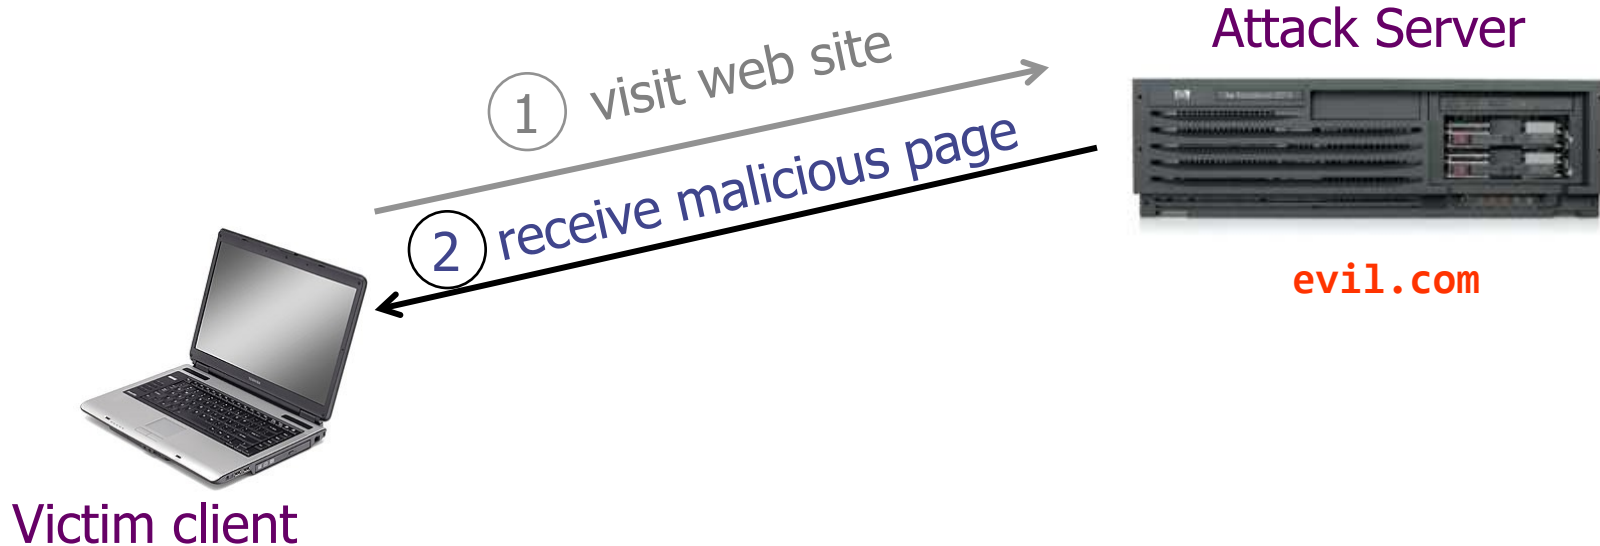 Attack Server
1 visit web site
2 receive malicious page
evil.com
Victim client